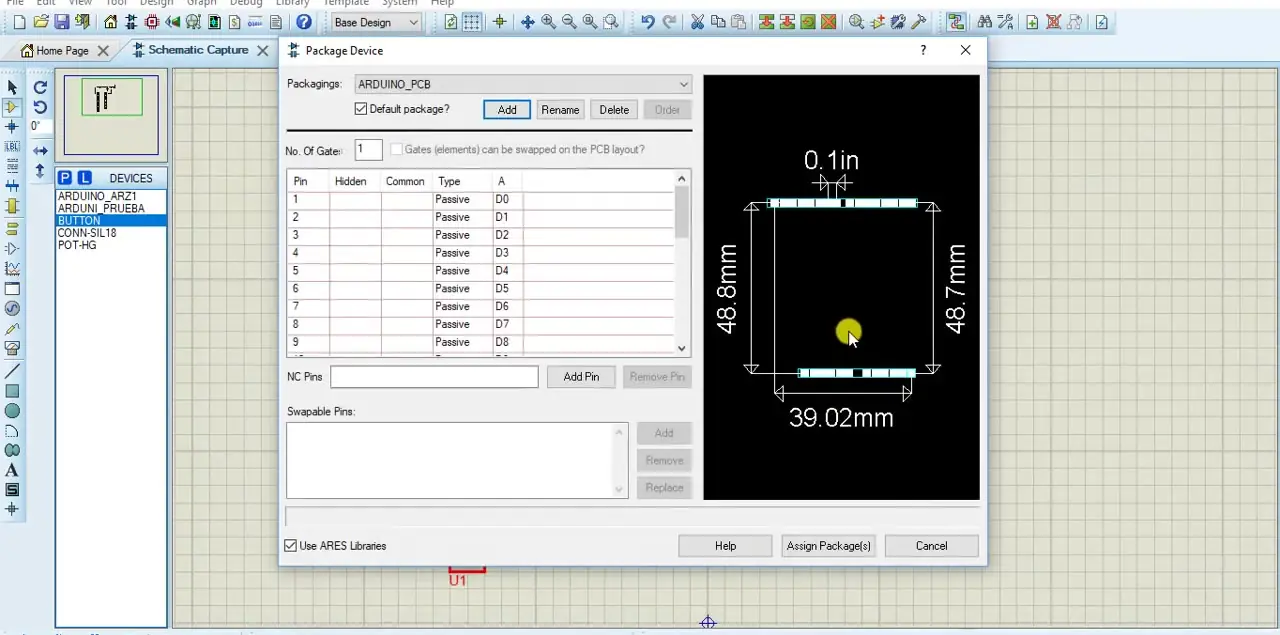 File Edit View Tool Design Graph Debug Library Template System Help
Base Design
Home Page
Schematic Capture
Package Device
?
Packagings:
ARDUINO_PCB
Default package?
Add
Rename
Delete
Order
No. Of Gate:
1
Gates (elements) can be swapped on the PCB layout?
Pin Hidden Common Type A
1 Passive D0
2 Passive D1
3 Passive D2
4 Passive D3
5 Passive D4
6 Passive D5
7 Passive D6
8 Passive D7
9 Passive D8
NC Pins
Add Pin
Remove Pin
Swapable Pins:
Add
Remove
Replace
Use ARES Libraries
Help
Assign Package(s)
Cancel
0.1in
48.8mm
48.7mm
39.02mm
0°
P L DEVICES
ARDUINO_ARZ1
ARDUNI_PRUEBA
BUTTON
CONN-SIL18
POT-HG
LBL
A
S
U1